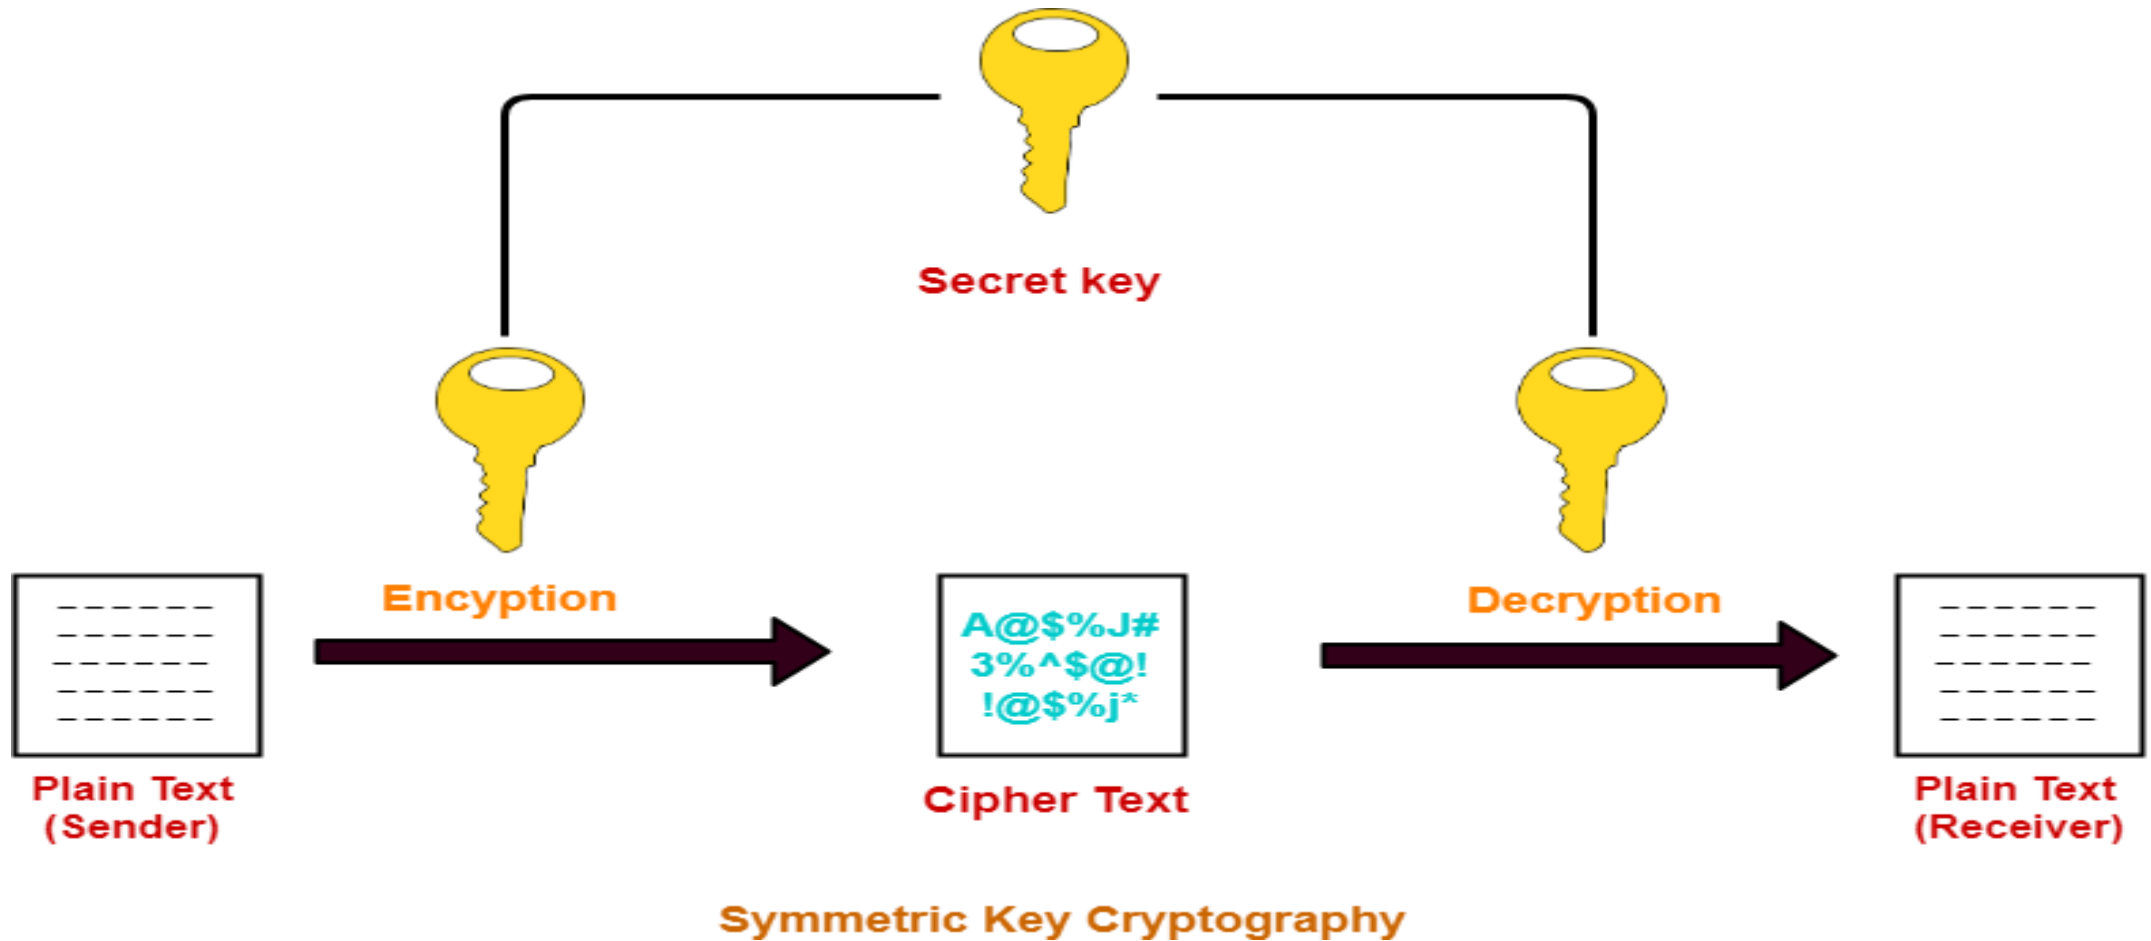 Secret key
Encyption
Decryption
A@$%J#
3%^$@!
!@$%j*
Plain Text
(Sender)
Cipher Text
Plain Text
(Receiver)
Symmetric Key Cryptography